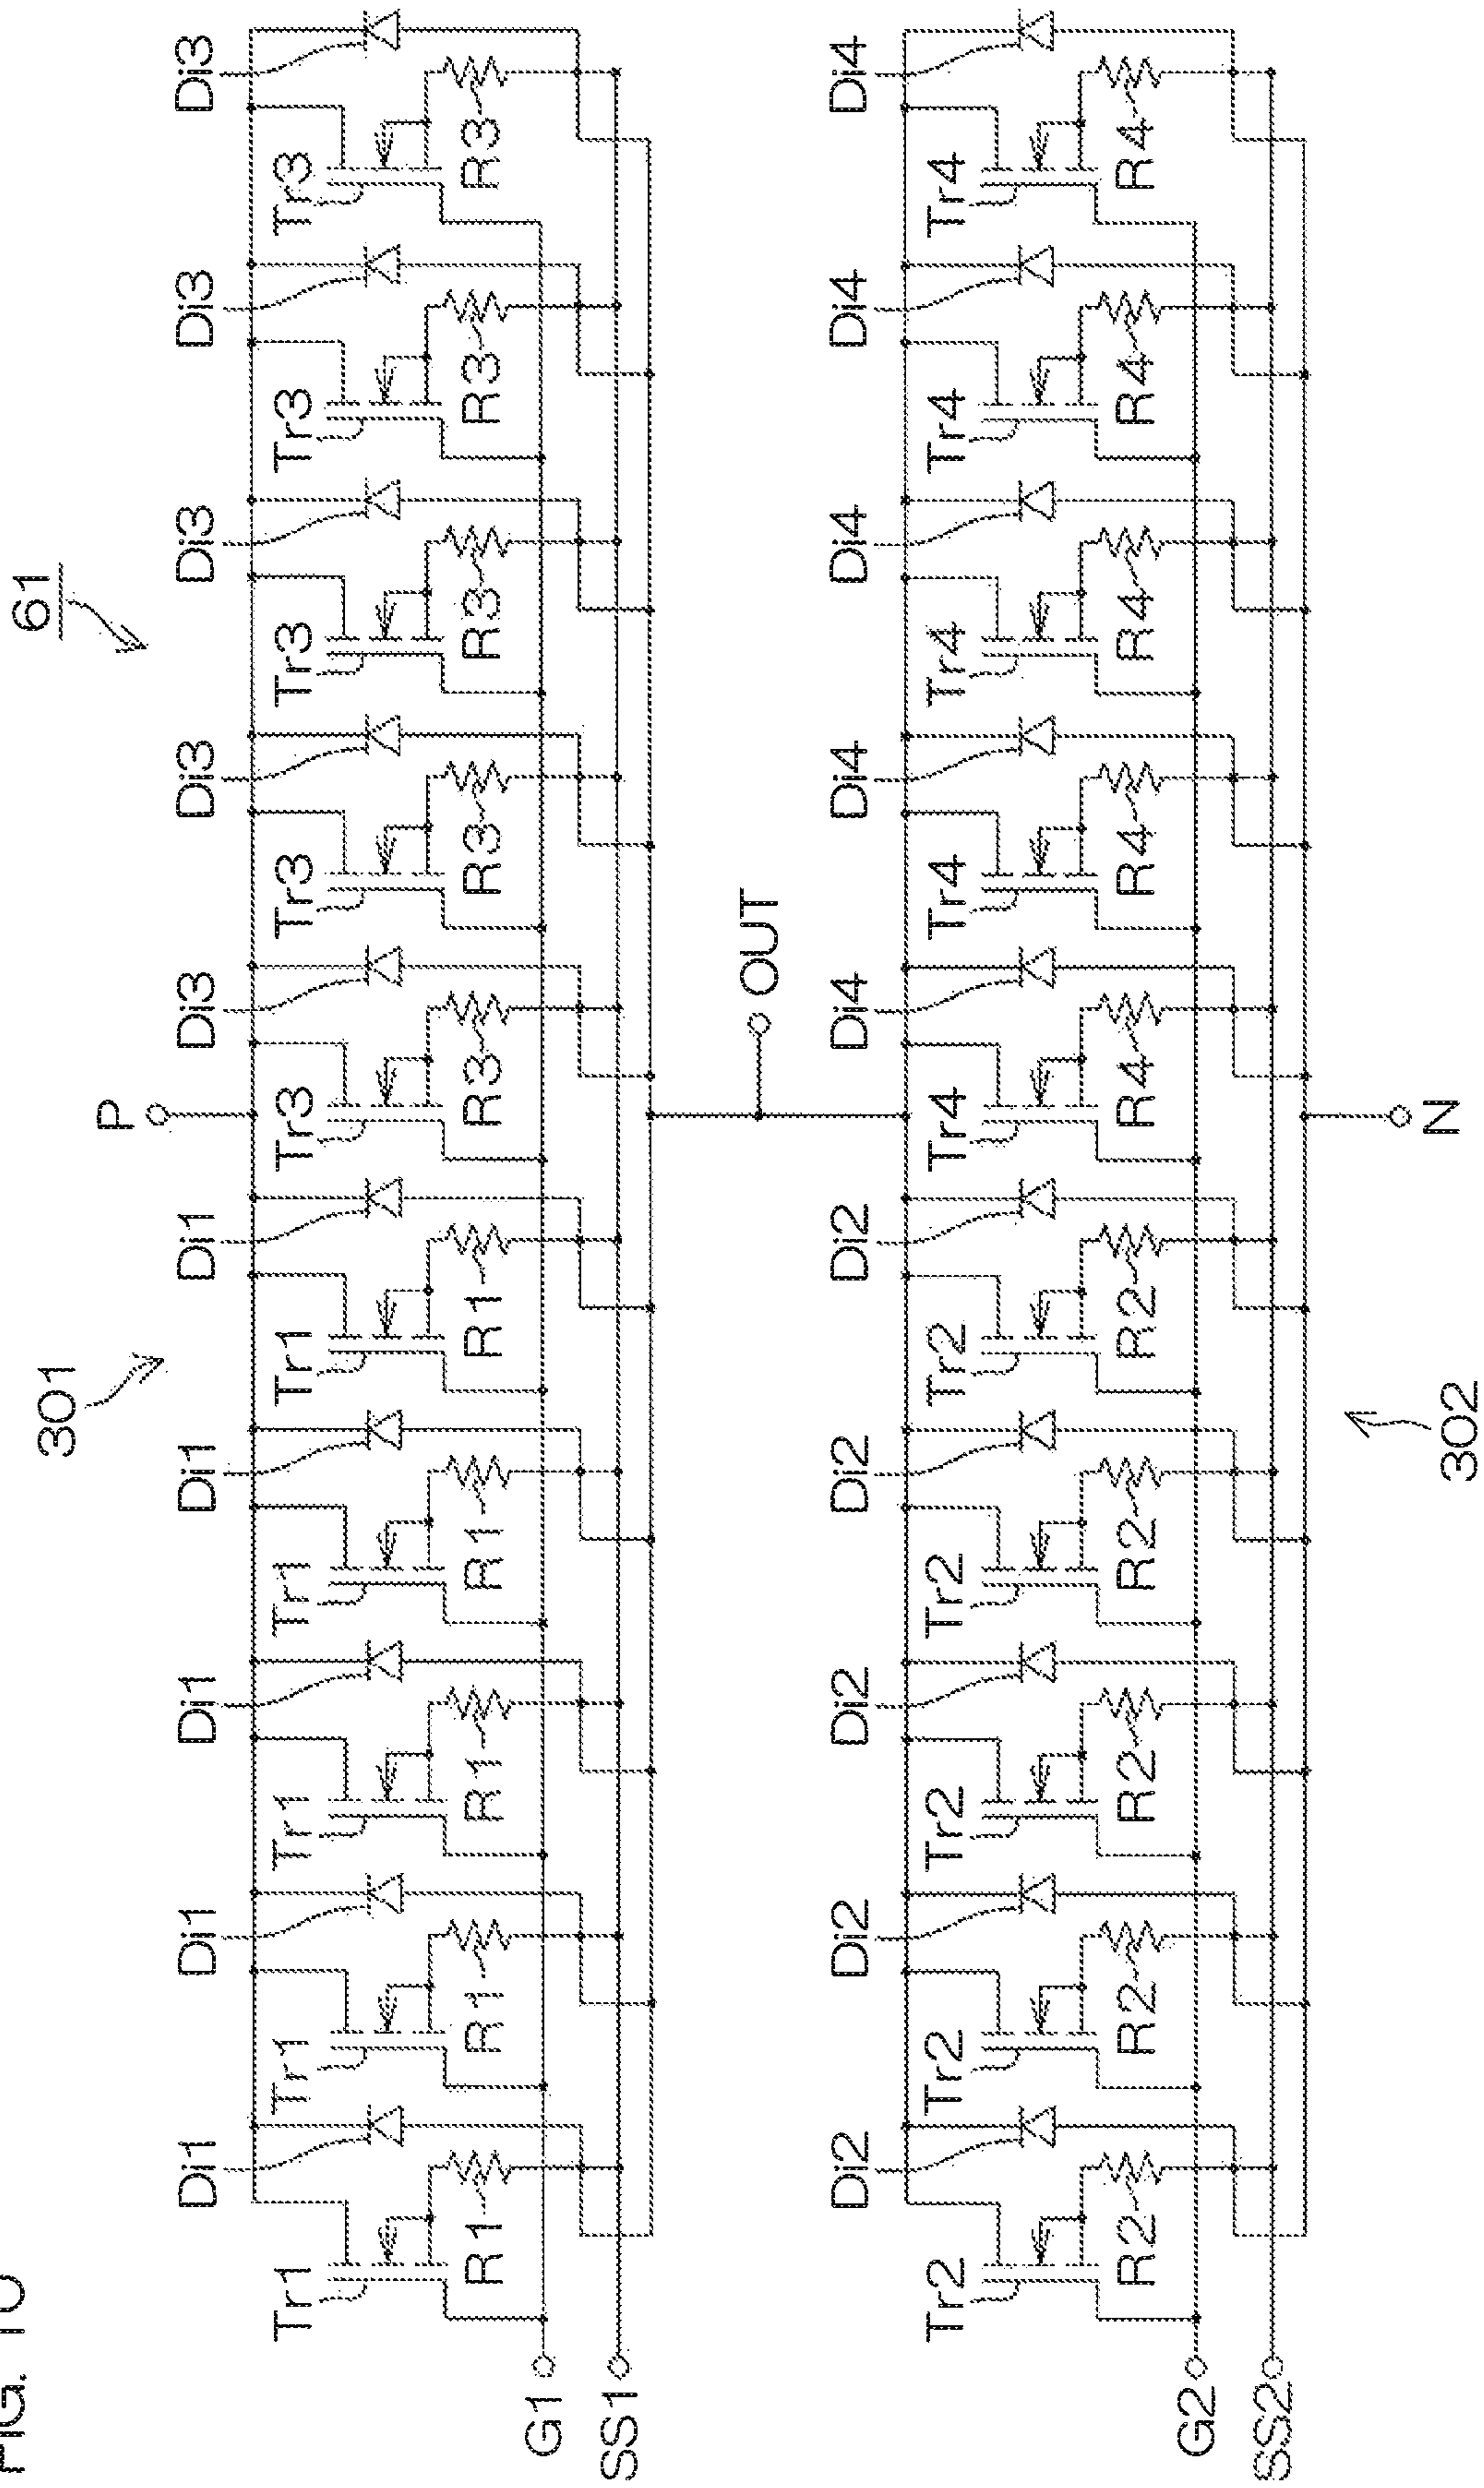 FIG. 10
61
301
P
Di1 Di1 Di1 Di1 Di1 Di3 Di3 Di3 Di3 Di3
Tr1 Tr1 Tr1 Tr1 Tr1 Tr3 Tr3 Tr3 Tr3 Tr3
R1 R1 R1 R1 R1 R3 R3 R3 R3 R3
G1
SS1
OUT
Di2 Di2 Di2 Di2 Di2 Di4 Di4 Di4 Di4 Di4
Tr2 Tr2 Tr2 Tr2 Tr2 Tr4 Tr4 Tr4 Tr4 Tr4
R2 R2 R2 R2 R2 R4 R4 R4 R4 R4
G2
SS2
N
302